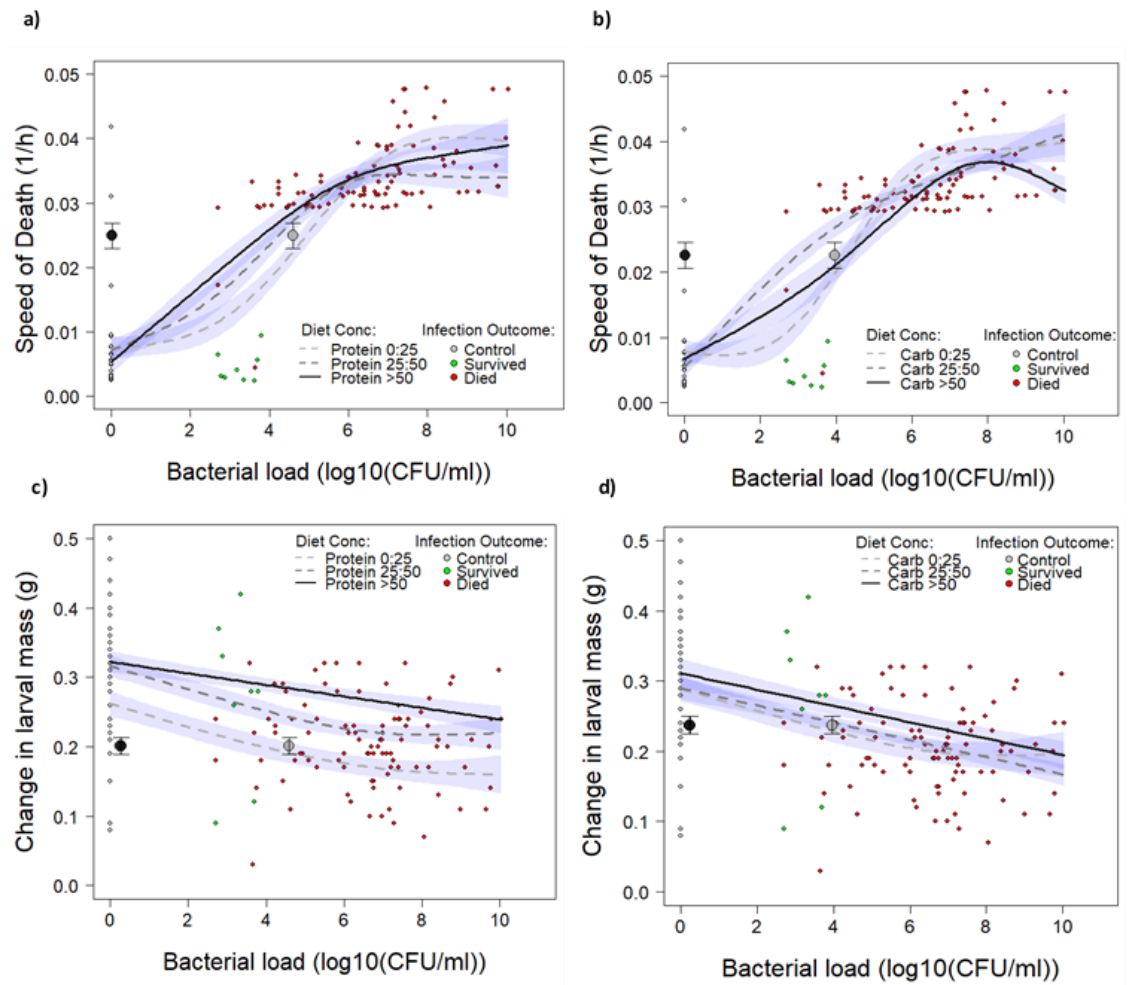 a)
Speed of Death (1/h)
0.05
0.04
0.03
0.02
0.01
0.00
Diet Conc: Infection Outcome:
Protein 0:25 Control
Protein 25:50 Survived
Protein >50 Died
0 2 4 6 8 10
Bacterial load (log10(CFU/ml))
b)
Speed of Death (1/h)
0.05
0.04
0.03
0.02
0.01
0.00
Diet Conc: Infection Outcome:
Carb 0:25 Control
Carb 25:50 Survived
Carb >50 Died
0 2 4 6 8 10
Bacterial load (log10(CFU/ml))
c)
Change in larval mass (g)
0.5
0.4
0.3
0.2
0.1
0.0
Diet Conc: Infection Outcome:
Protein 0:25 Control
Protein 25:50 Survived
Protein >50 Died
0 2 4 6 8 10
Bacterial load (log10(CFU/ml))
d)
Change in larval mass (g)
0.5
0.4
0.3
0.2
0.1
0.0
Diet Conc: Infection Outcome:
Carb 0:25 Control
Carb 25:50 Survived
Carb >50 Died
0 2 4 6 8 10
Bacterial load (log10(CFU/ml))